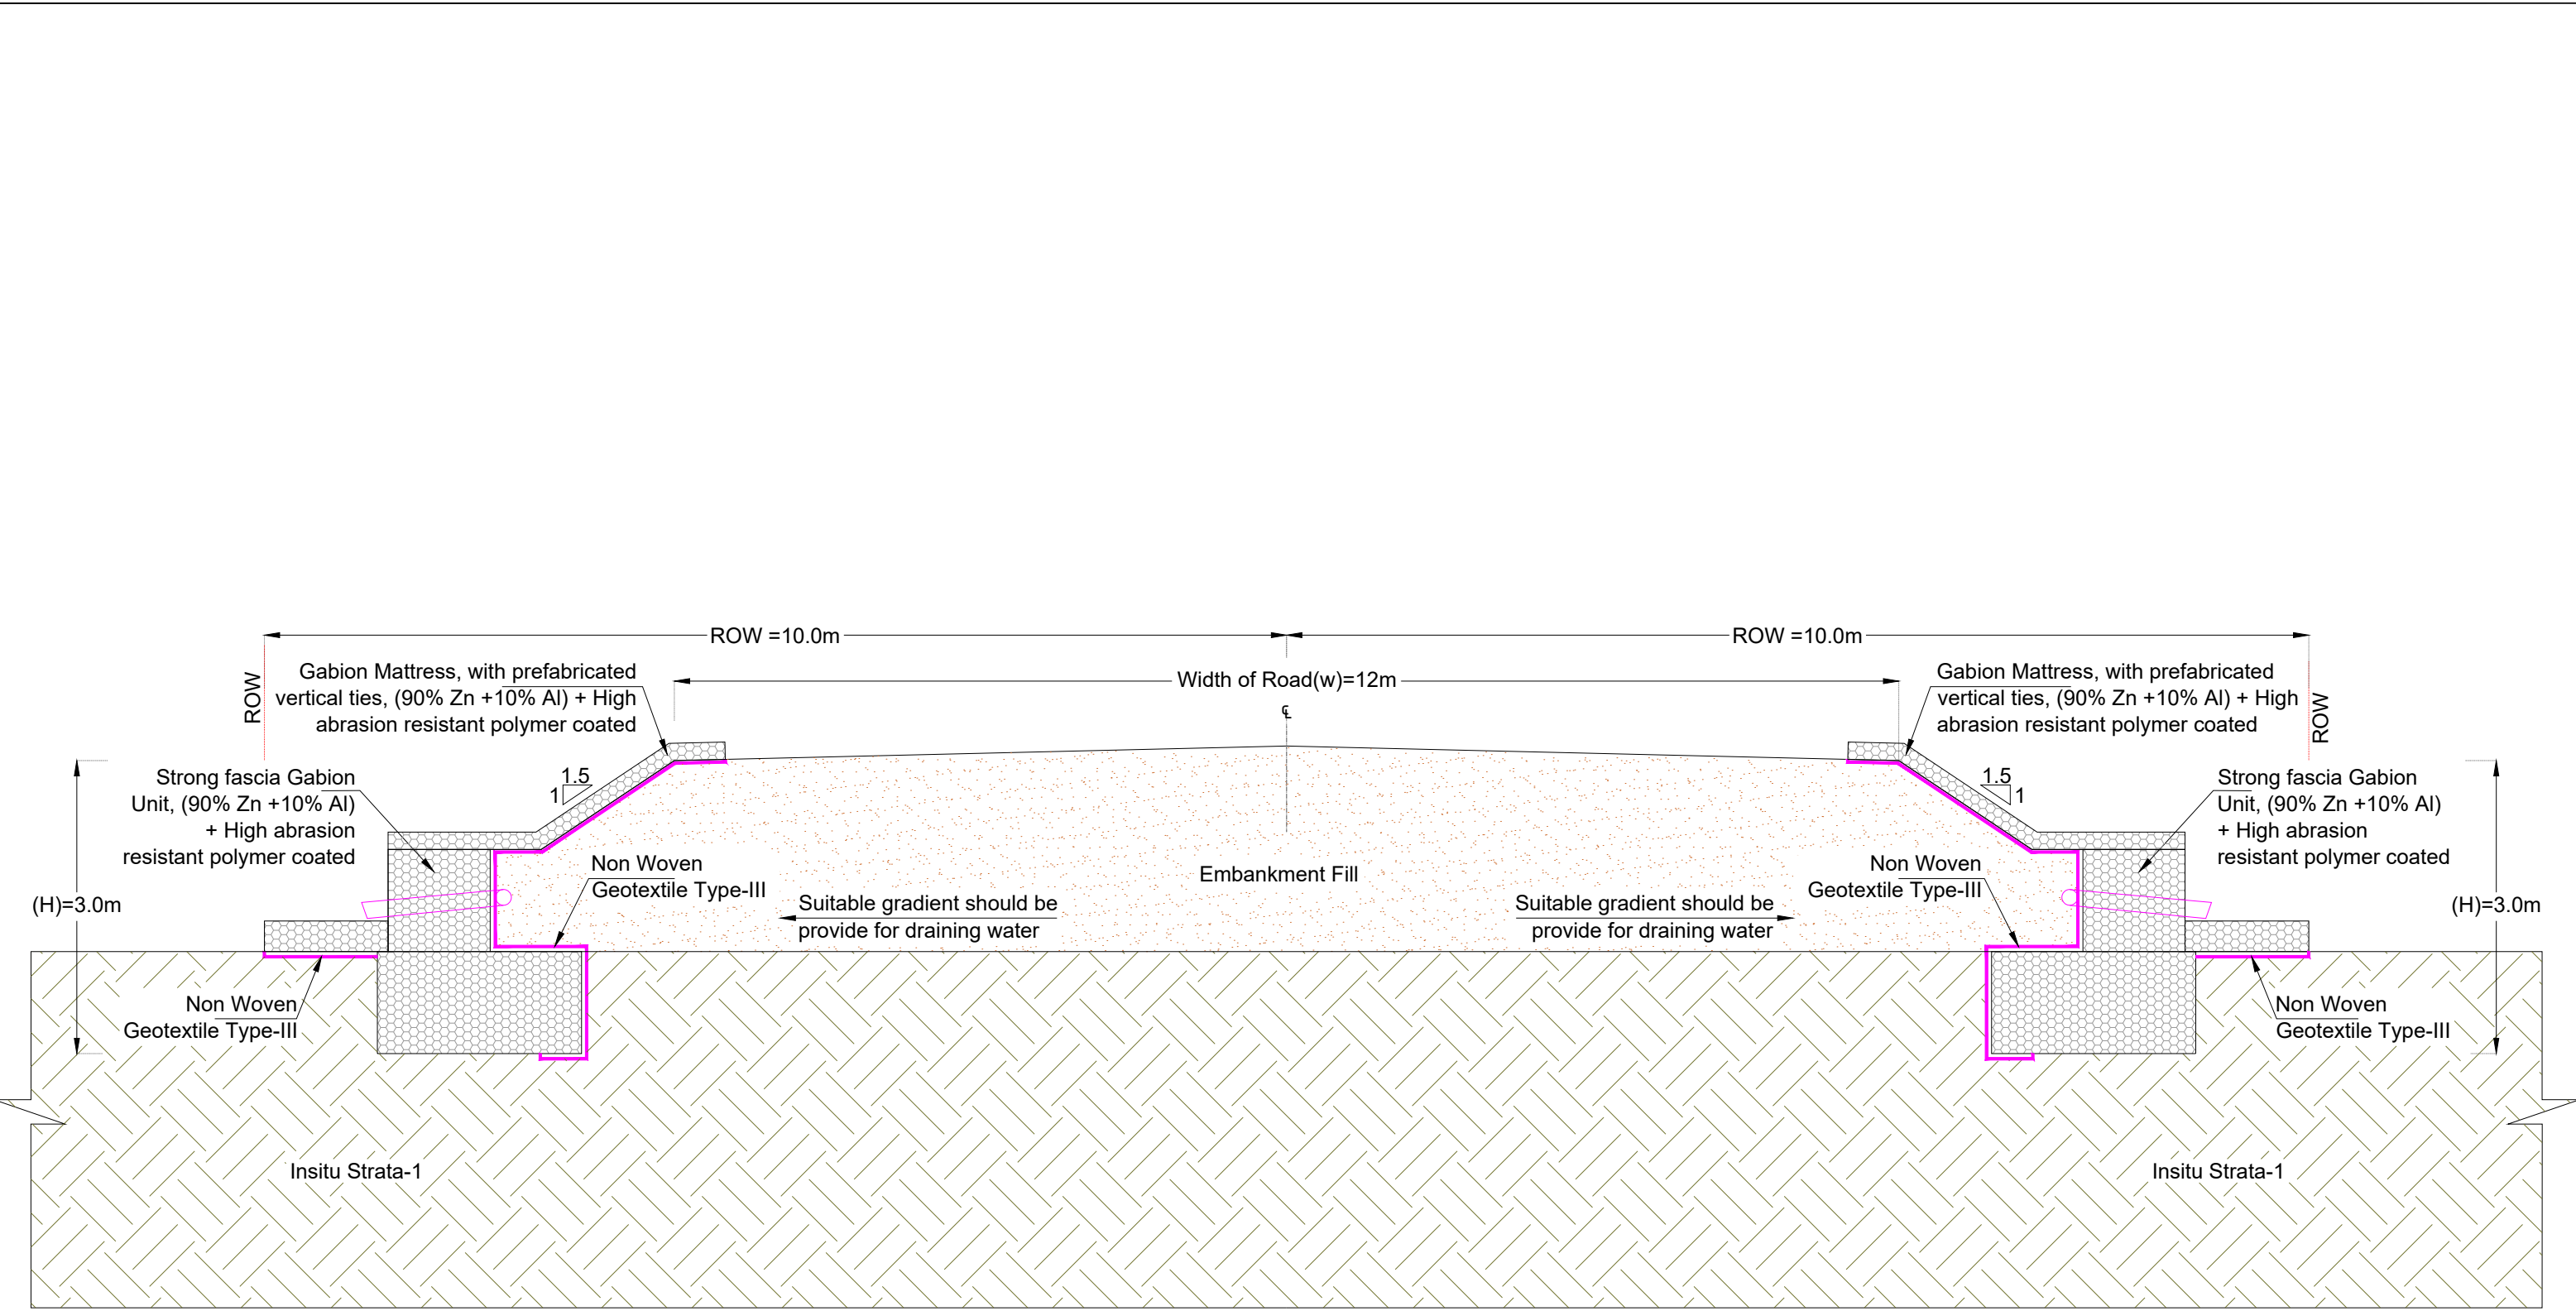 ROW =10.0m
ROW =10.0m
Width of Road(w)=12m
℄
ROW
Gabion Mattress, with prefabricated
vertical ties, (90% Zn +10% Al) + High
abrasion resistant polymer coated
Gabion Mattress, with prefabricated
vertical ties, (90% Zn +10% Al) + High
abrasion resistant polymer coated
ROW
Strong fascia Gabion
Unit, (90% Zn +10% Al)
+ High abrasion
resistant polymer coated
1.5
1
1.5
1
Strong fascia Gabion
Unit, (90% Zn +10% Al)
+ High abrasion
resistant polymer coated
(H)=3.0m
Non Woven
Geotextile Type-III
Suitable gradient should be
provide for draining water
Embankment Fill
Suitable gradient should be
provide for draining water
Non Woven
Geotextile Type-III
(H)=3.0m
Non Woven
Geotextile Type-III
Non Woven
Geotextile Type-III
Insitu Strata-1
Insitu Strata-1